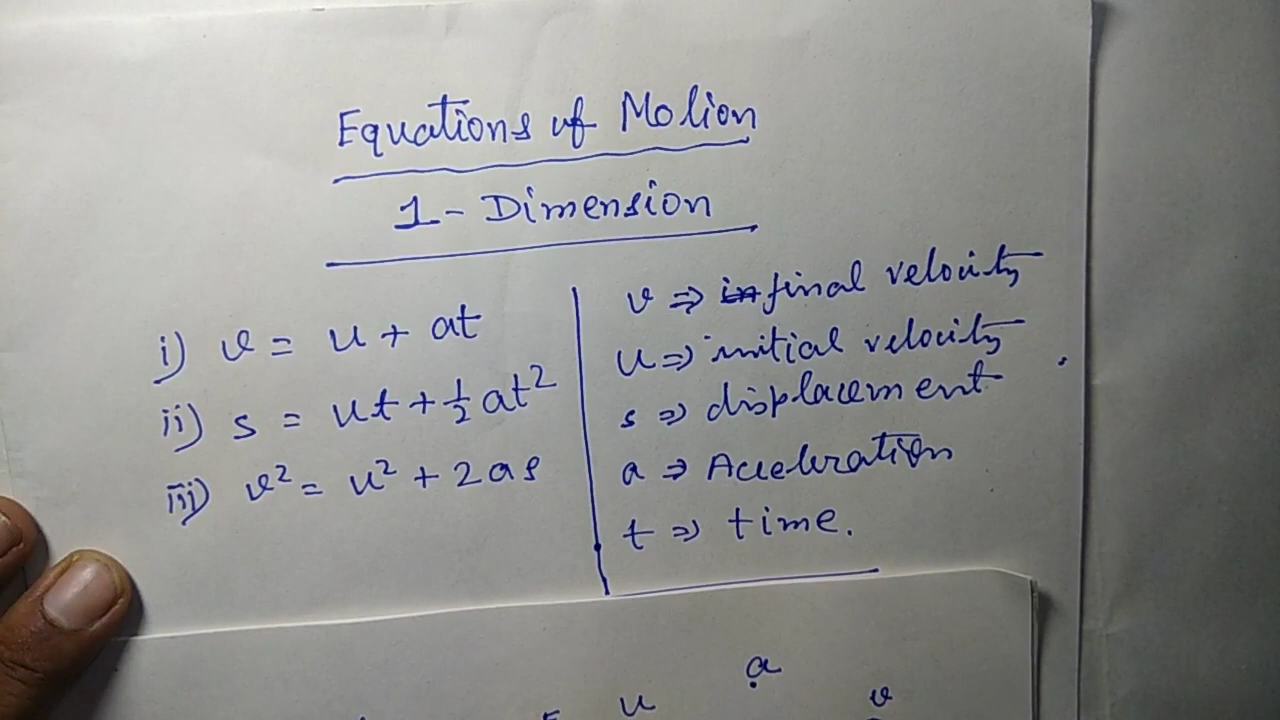 Equations of Motion
1-Dimension
i) v = u + at
ii) s = ut + ½ at²
iii) v² = u² + 2as
v ⇒ final velocity
u ⇒ initial velocity
s ⇒ displacement
a ⇒ Acceleration
t ⇒ time.
a
u
v